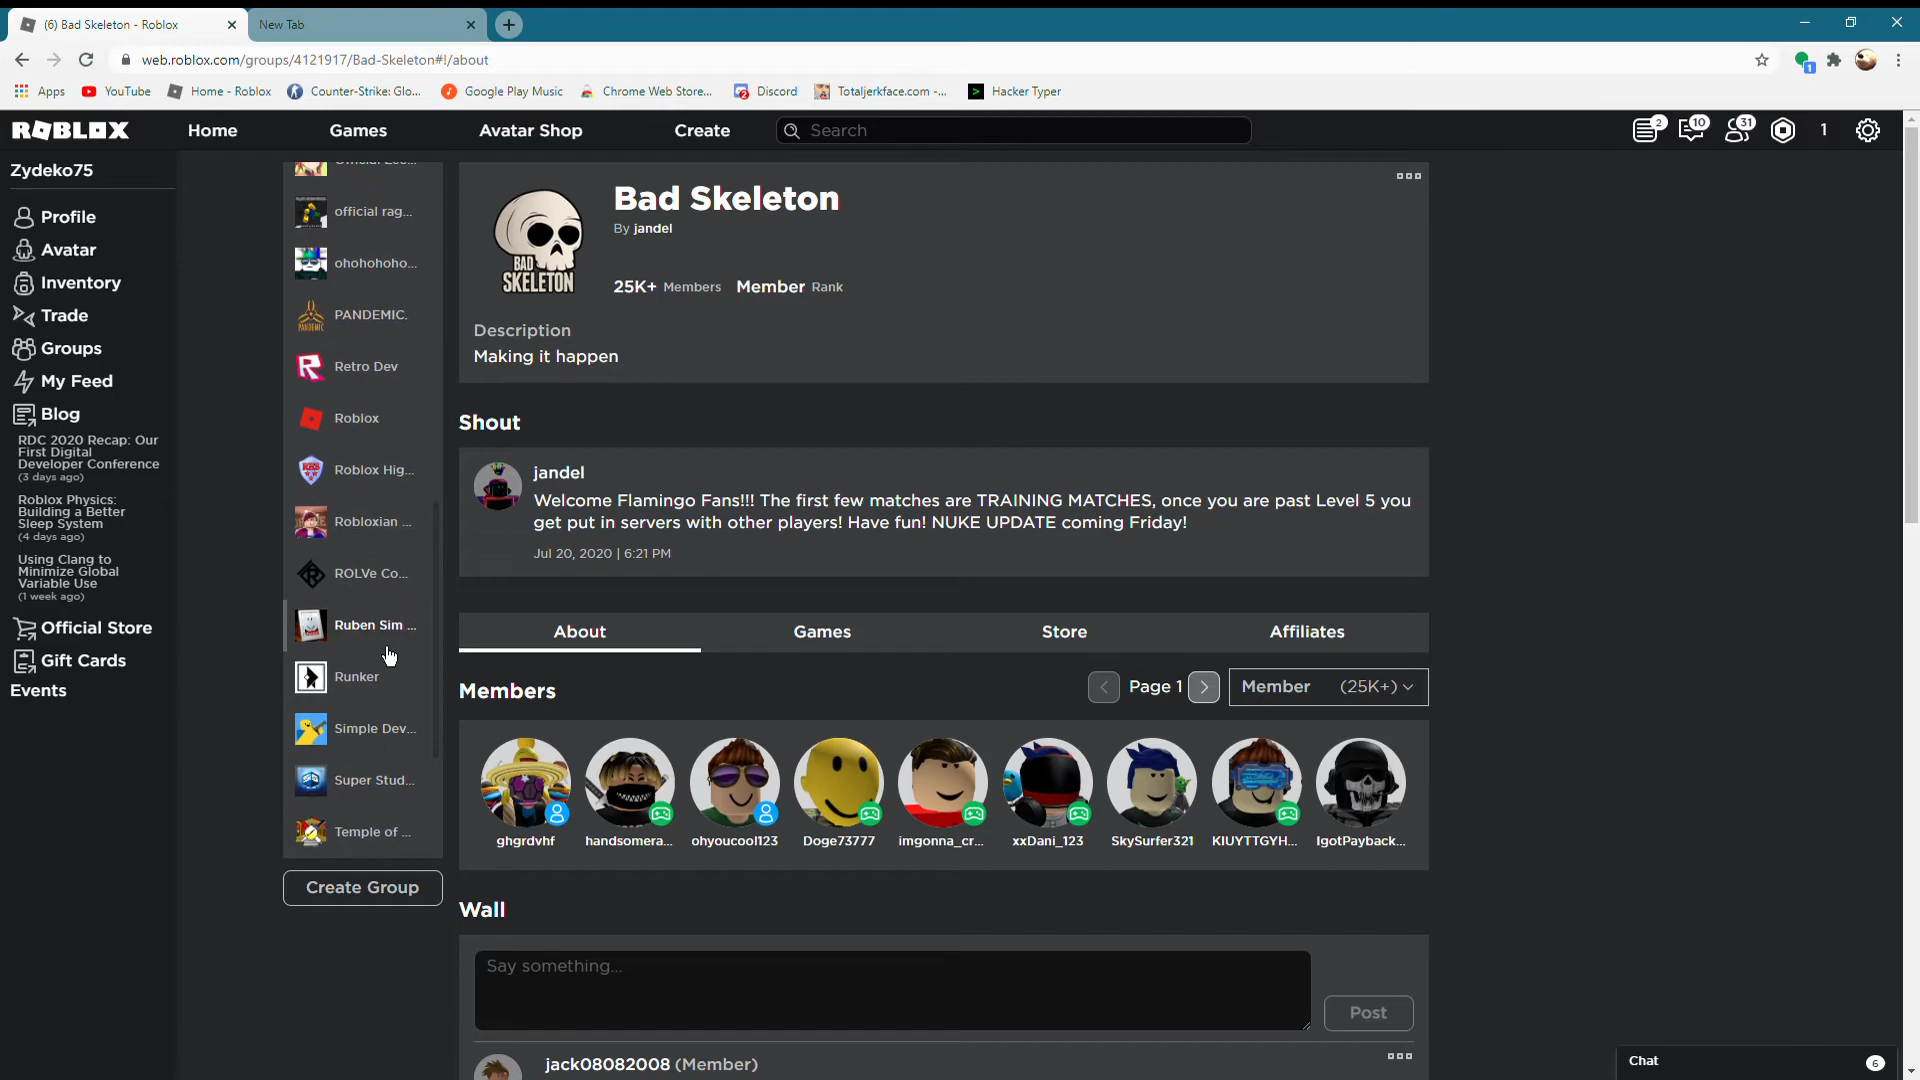 (6) Bad Skeleton - Roblox
New Tab
web.roblox.com/groups/4121917/Bad-Skeleton#!/about
1
Apps
YouTube
Home - Roblox
Counter-Strike: Glo...
Google Play Music
Chrome Web Store...
Discord
Totaljerkface.com -...
Hacker Typer
ROBLOX
Home
Games
Avatar Shop
Create
Search
2
10
31
1
Zydeko75
Profile
Avatar
Inventory
Trade
Groups
My Feed
Blog
RDC 2020 Recap: Our
First Digital
Developer Conference
(3 days ago)
Roblox Physics:
Building a Better
Sleep System
(4 days ago)
Using Clang to
Minimize Global
Variable Use
(1 week ago)
Official Store
Gift Cards
Events
official rag...
ohohohoho...
PANDEMIC.
Retro Dev
Roblox
Roblox Hig...
Robloxian ...
ROLVe Co...
Ruben Sim ...
Runker
Simple Dev...
Super Stud...
Temple of ...
Create Group
BAD
SKELETON
Bad Skeleton
By jandel
25K+ Members Member Rank
Description
Making it happen
Shout
jandel
Welcome Flamingo Fans!!! The first few matches are TRAINING MATCHES, once you are past Level 5 you
get put in servers with other players! Have fun! NUKE UPDATE coming Friday!
Jul 20, 2020 | 6:21 PM
About
Games
Store
Affiliates
Members
Page 1
Member (25K+)
ghgrdvhf
handsomera...
ohyoucool123
Doge73777
imgonna_cr...
xxDani_123
SkySurfer321
KIUYTTGYH...
IgotPayback...
Wall
Say something...
Post
jack08082008 (Member)
Chat
6